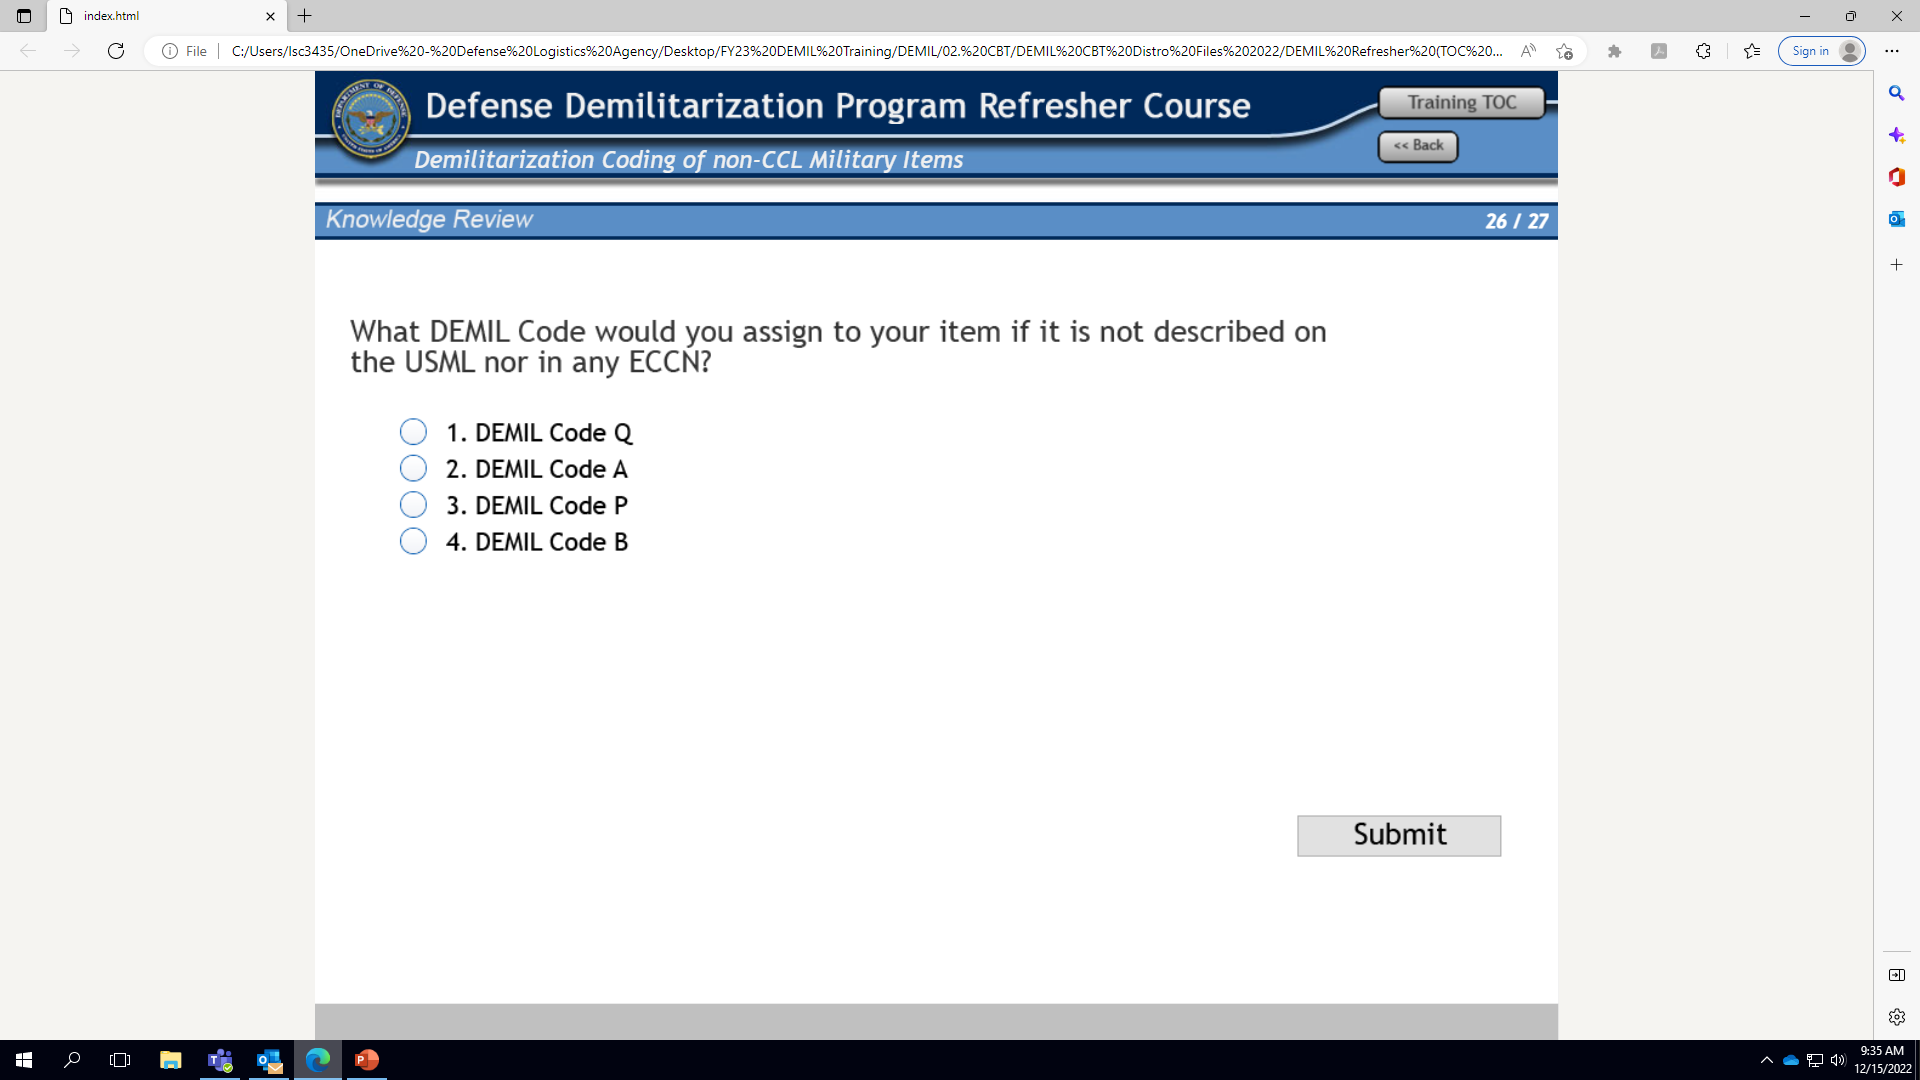 index.html
File
C:/Users/lsc3435/OneDrive%20-%20Defense%20Logistics%20Agency/Desktop/FY23%20DEMIL%20Training/DEMIL/02.%20CBT/DEMIL%20CBT%20Distro%20Files%202022/DEMIL%20Refresher%20(TOC%20...
Sign in
Defense Demilitarization Program Refresher Course
Training TOC
<< Back
Demilitarization Coding of non-CCL Military Items
Knowledge Review
26 / 27
What DEMIL Code would you assign to your item if it is not described on
the USML nor in any ECCN?
1. DEMIL Code Q
2. DEMIL Code A
3. DEMIL Code P
4. DEMIL Code B
Submit
9:35 AM
12/15/2022